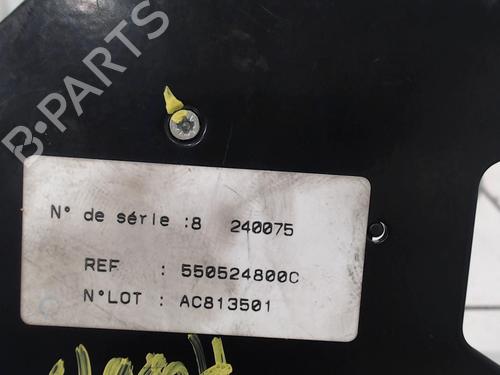 B-PARTS
N° de série :8 240075
REF : 550524800C
N°LOT : AC813501